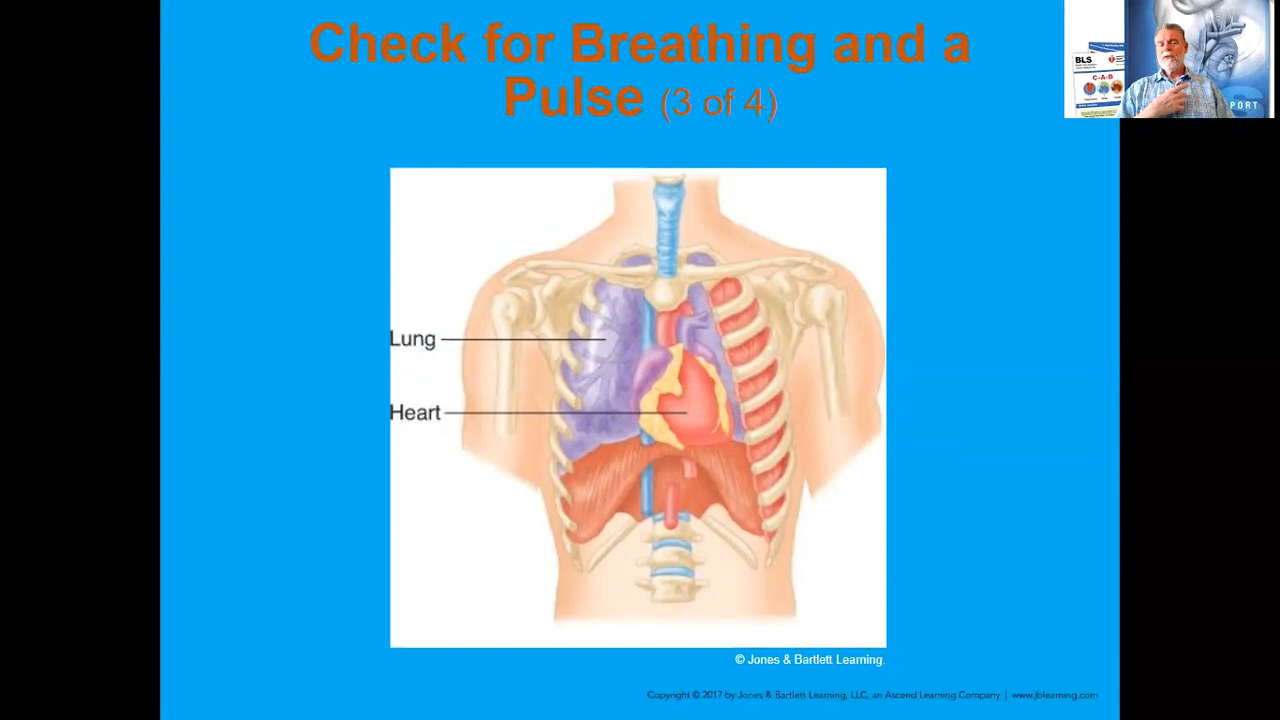 Check for Breathing and a
Pulse (3 of 4)
BLS
C-A-B
PORT
Lung
Heart
© Jones & Bartlett Learning.
Copyright © 2017 by Jones & Bartlett Learning, LLC, an Ascend Learning Company | www.jblearning.com